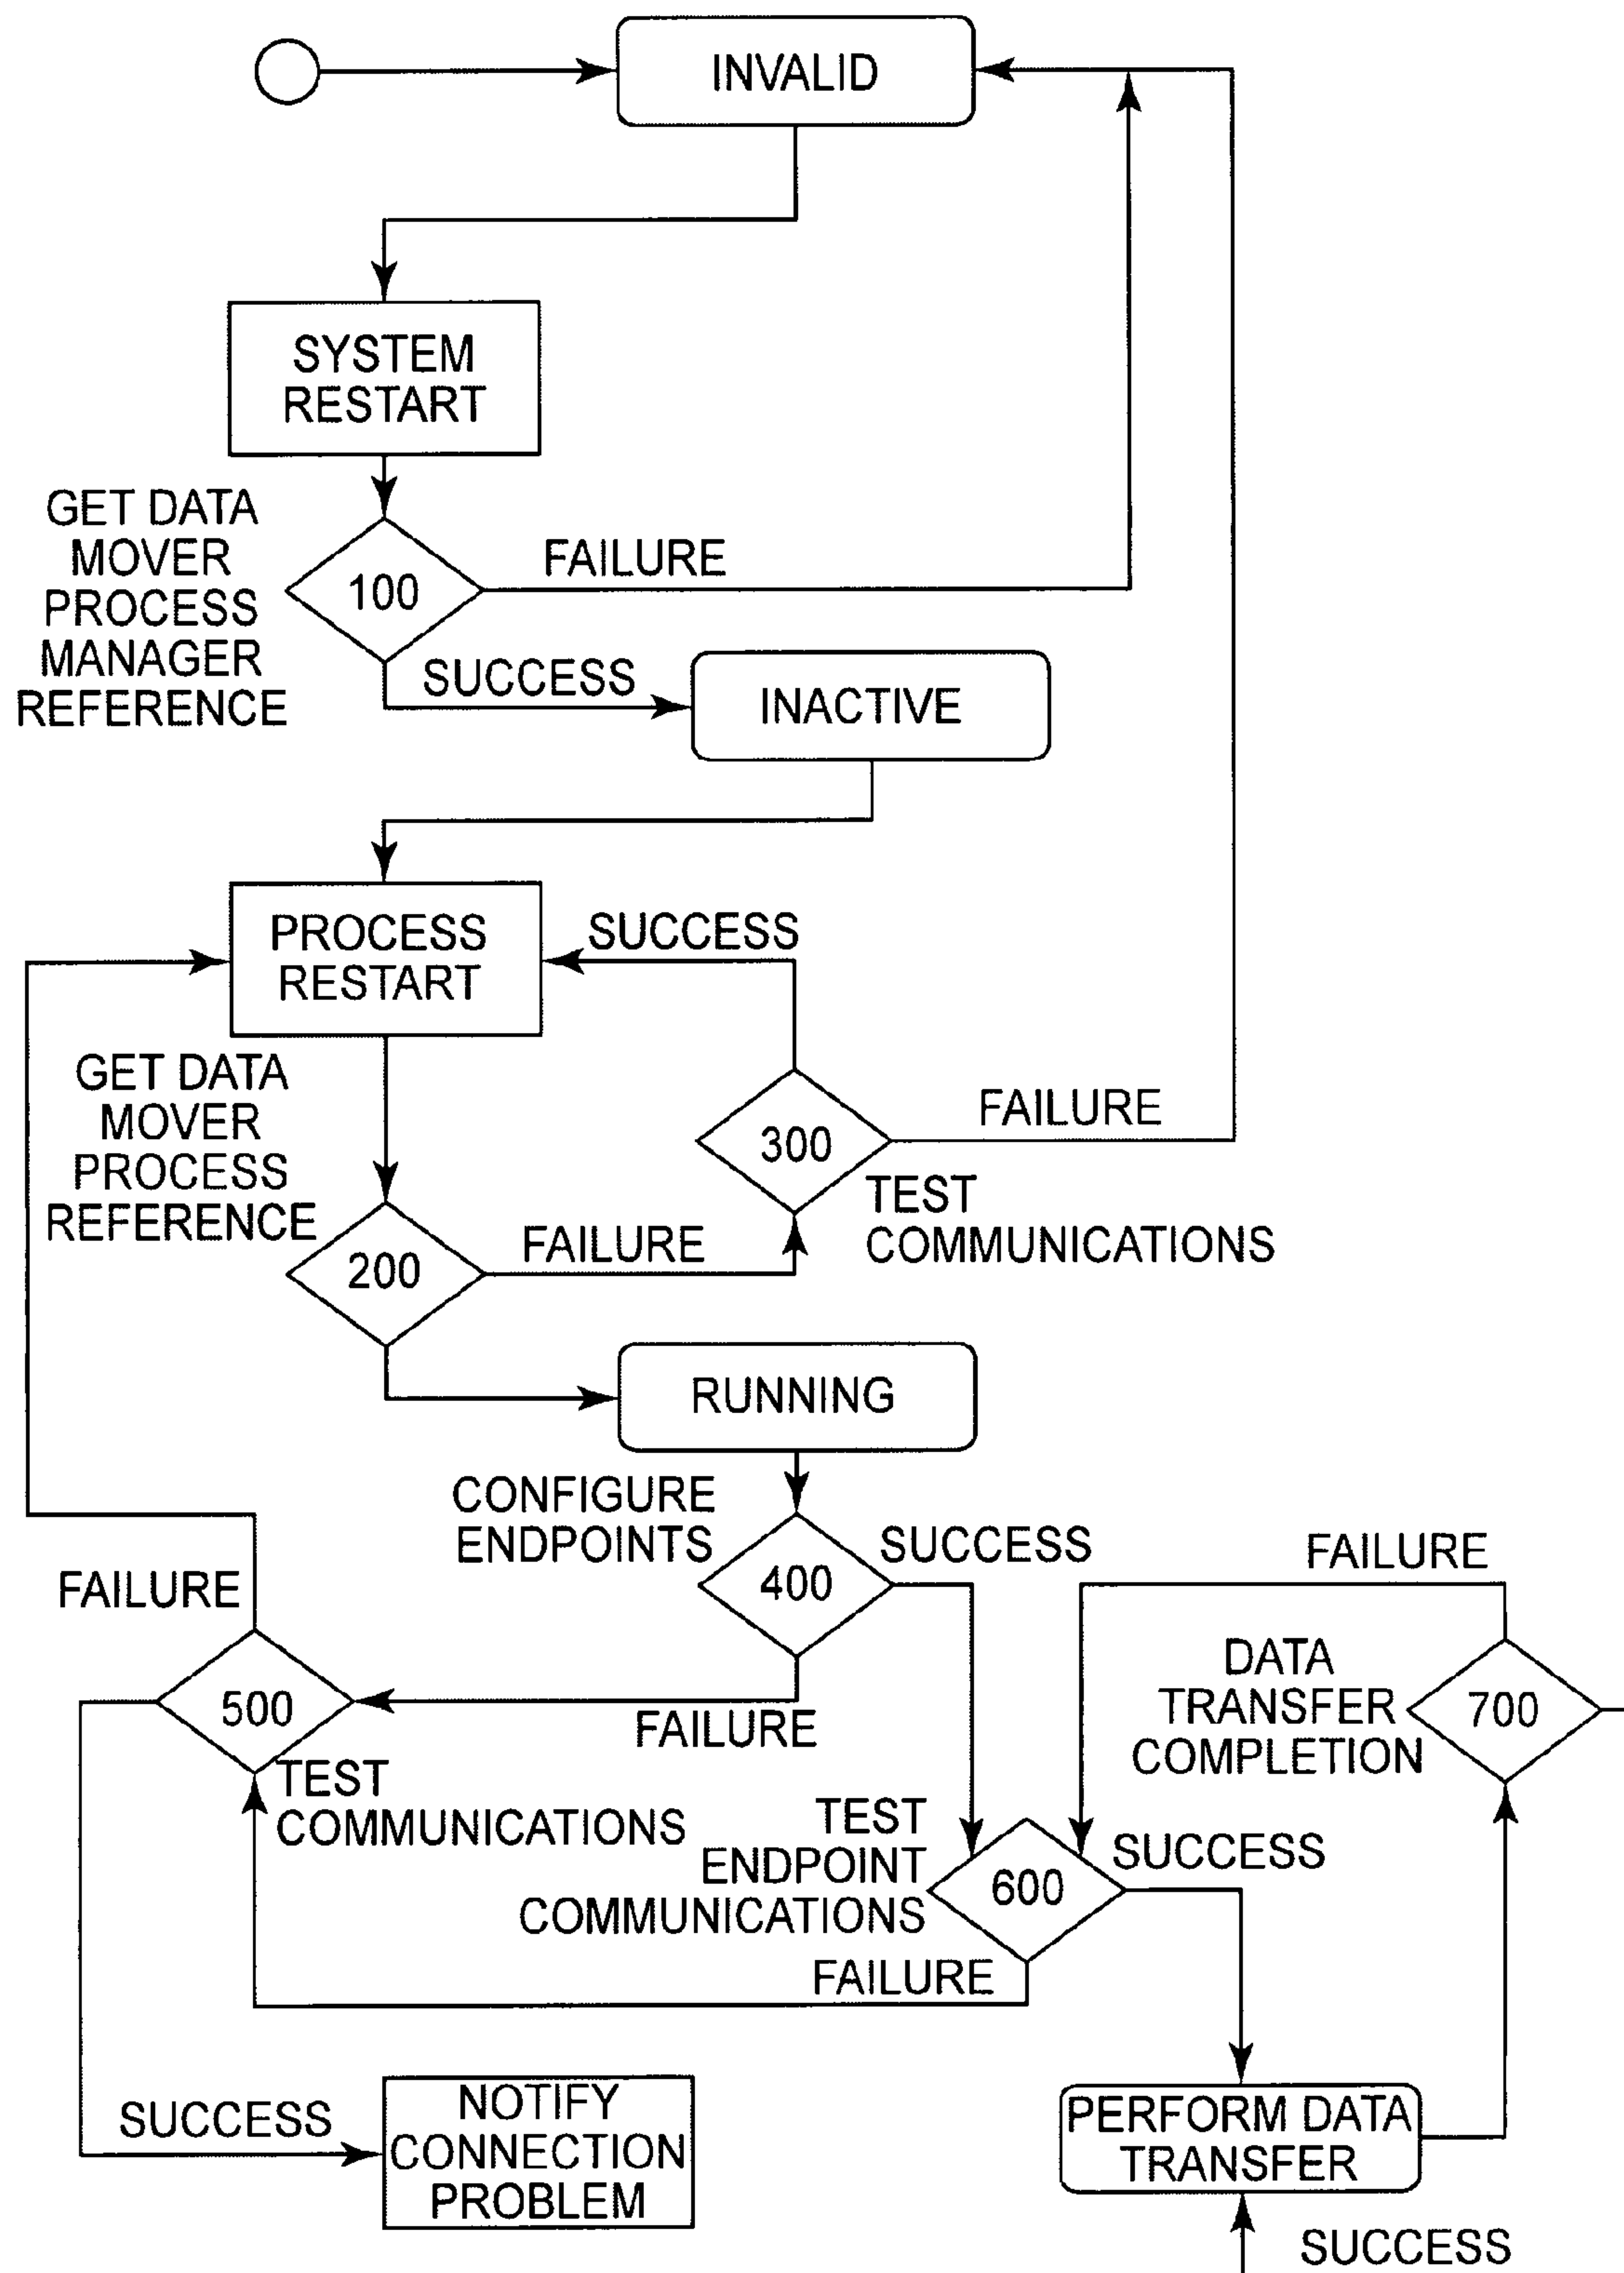 INVALID
SYSTEM
RESTART
GET DATA
MOVER
PROCESS
MANAGER
REFERENCE
100
FAILURE
SUCCESS
INACTIVE
PROCESS
RESTART
SUCCESS
GET DATA
MOVER
PROCESS
REFERENCE
300
FAILURE
TEST
COMMUNICATIONS
200
FAILURE
RUNNING
CONFIGURE
ENDPOINTS
400
SUCCESS
FAILURE
FAILURE
500
FAILURE
TEST
COMMUNICATIONS
DATA
TRANSFER
COMPLETION
700
TEST
ENDPOINT
COMMUNICATIONS
600
SUCCESS
FAILURE
SUCCESS
NOTIFY
CONNECTION
PROBLEM
PERFORM DATA
TRANSFER
SUCCESS